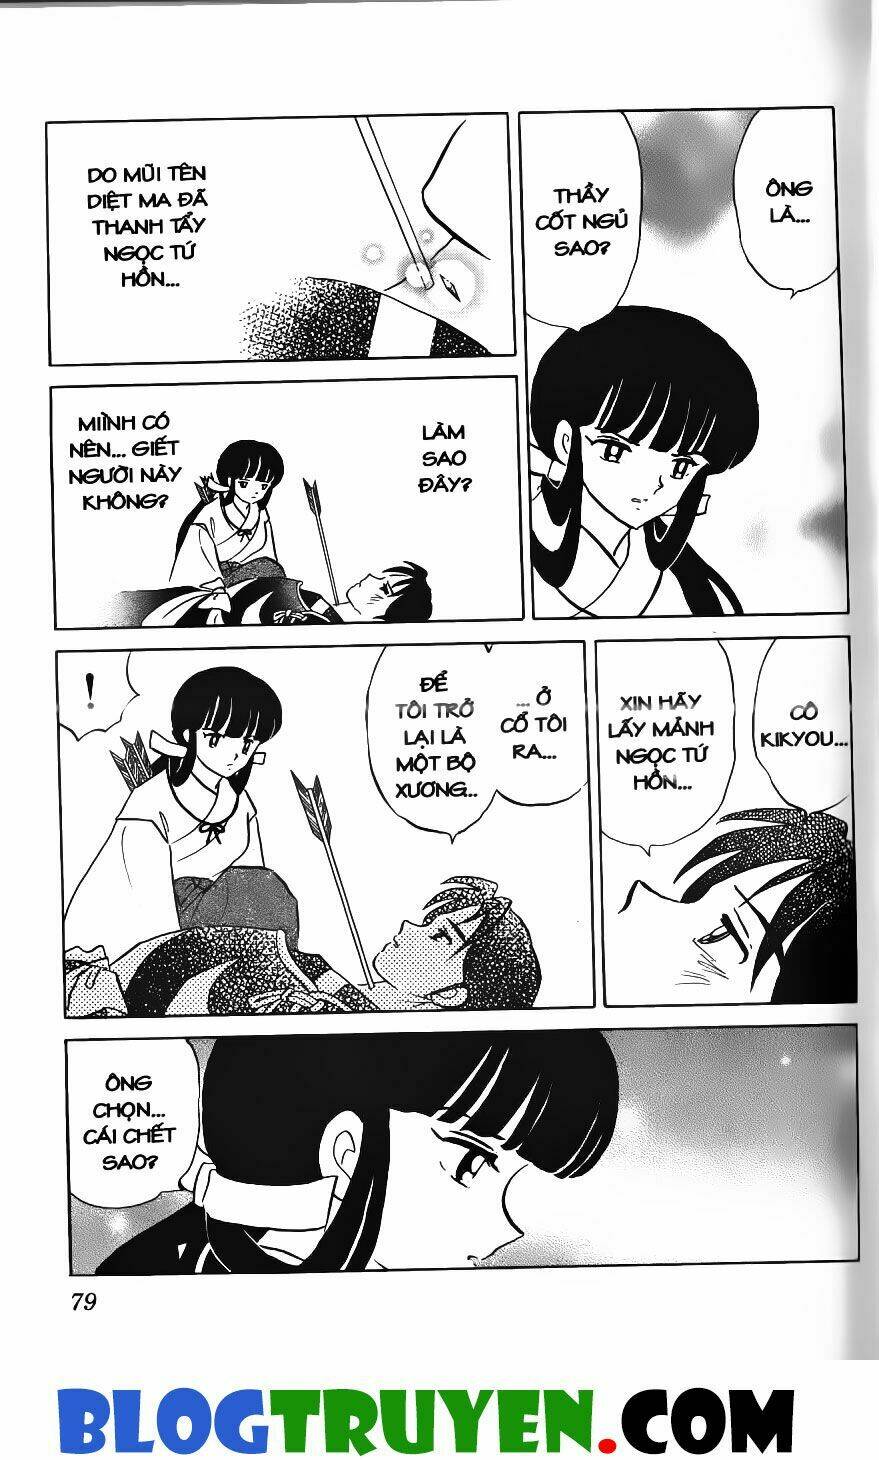 ÔNG
LÀ...
THẦY
CỐT NGỦ
SAO?
DO MŨI TÊN
DIỆT MA ĐÃ
THANH TẨY
NGỌC TỨ
HỒN...
LÀM
SAO
ĐÂY?
MIÌNH CÓ
NÊN... GIẾT
NGƯỜI NÀY
KHÔNG?
CÔ
KIKYOU...
XIN HÃY
LẤY MẢNH
NGỌC TỨ
HỒN...
... Ở
CỔ TÔI
RA...
ĐỂ
TÔI TRỞ
LẠI LÀ
MỘT BỘ
XƯƠNG..
!
ÔNG
CHỌN...
CÁI CHẾT
SAO?
79
BLOGTRUYEN.COM